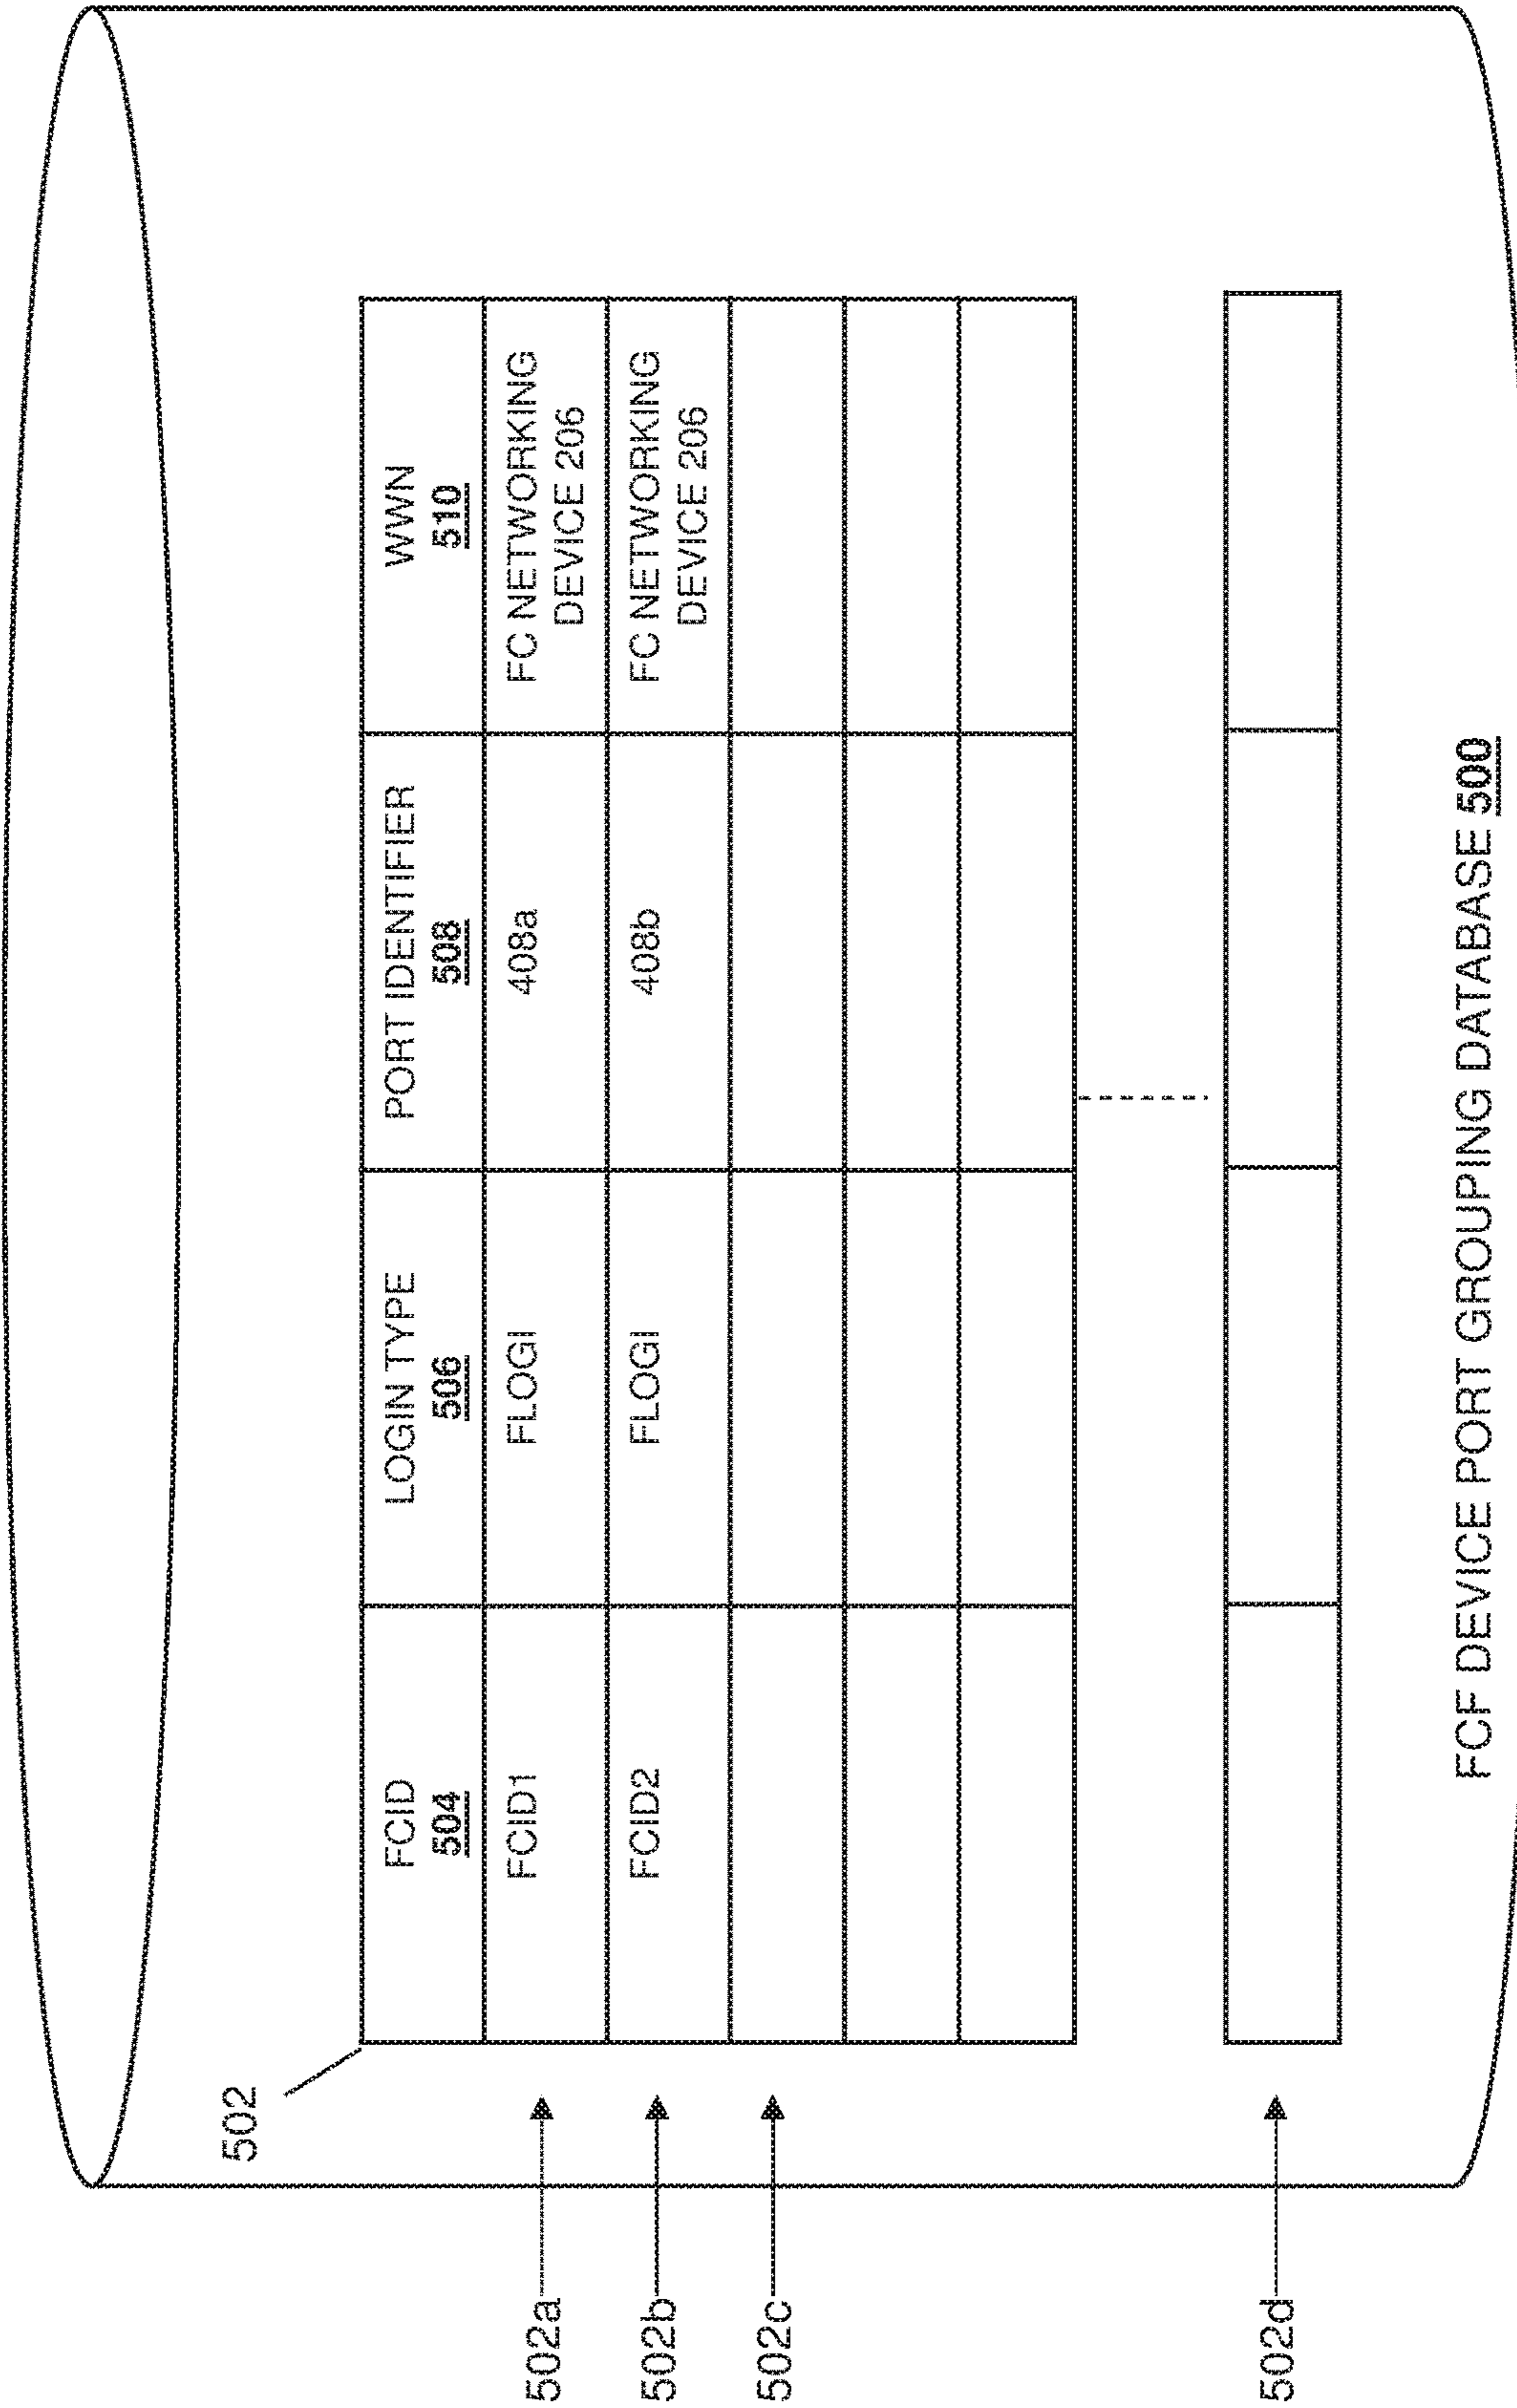 502
FCID
504
LOGIN TYPE
506
PORT IDENTIFIER
508
WWN
510
502a
FCID1
FLOGI
408a
FC NETWORKING
DEVICE 206
502b
FCID2
FLOGI
408b
FC NETWORKING
DEVICE 206
502c
502d
FCF DEVICE PORT GROUPING DATABASE 500